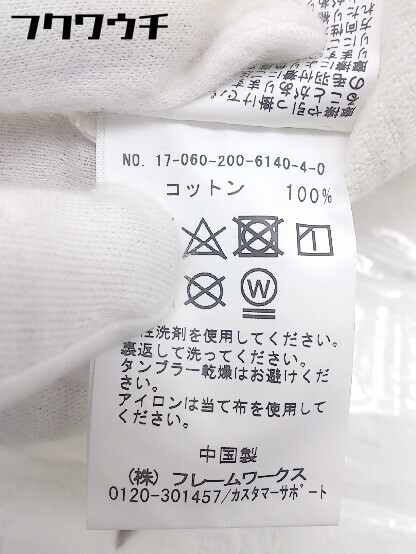 フクワウチ
NO. 17-060-200-6140-4-0
コットン 100%
W
性洗剤を使用してください。
裏返して洗ってください。
タンブラー乾燥はお避けくださ
い。
アイロンは当て布を使用して
ください。
中国製
(株) フレームワークス
0120-301457/カスタマーサポート